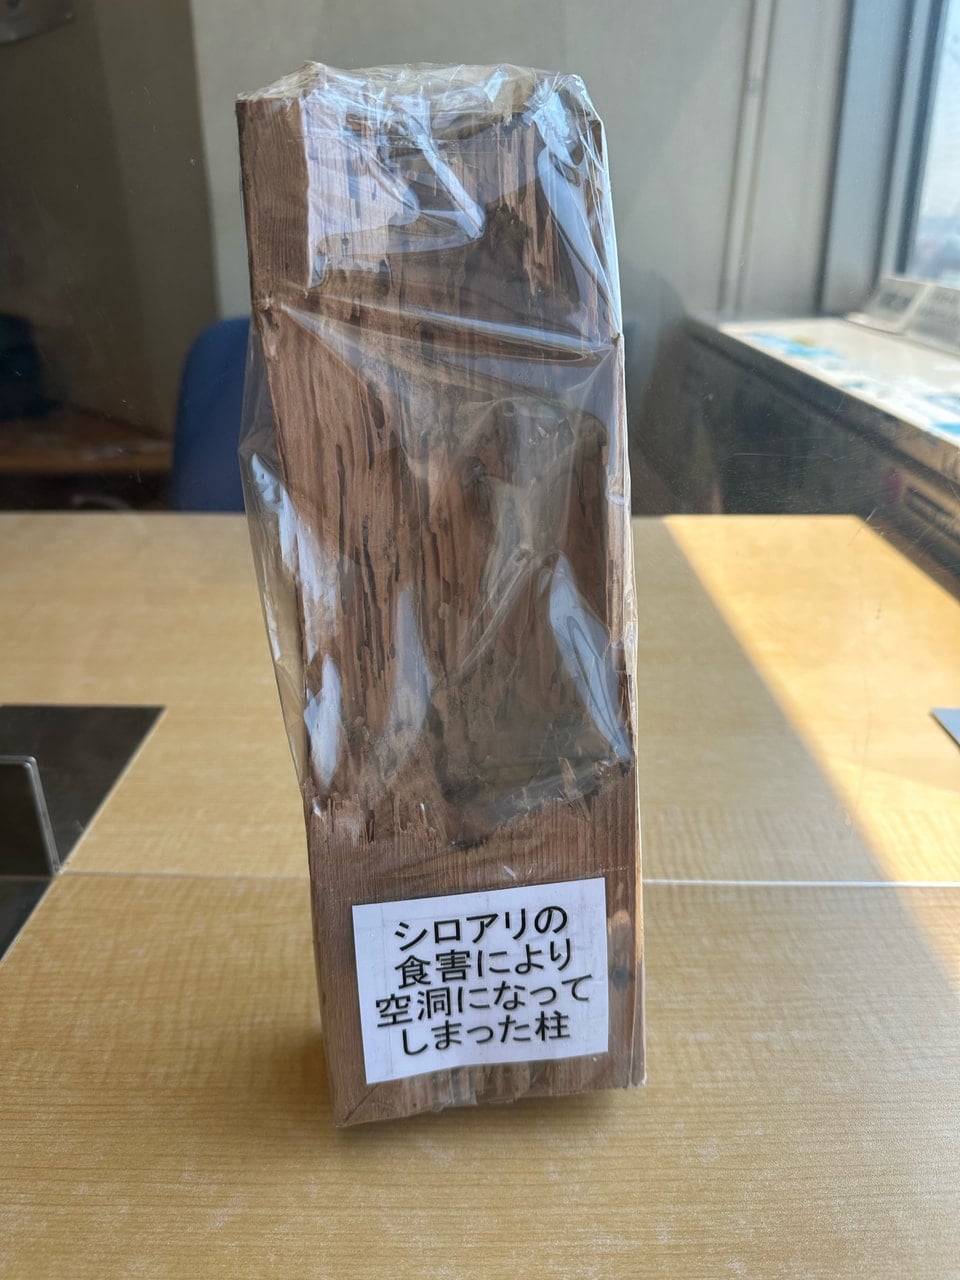 シロアリの
食害により
空洞になって
しまった柱